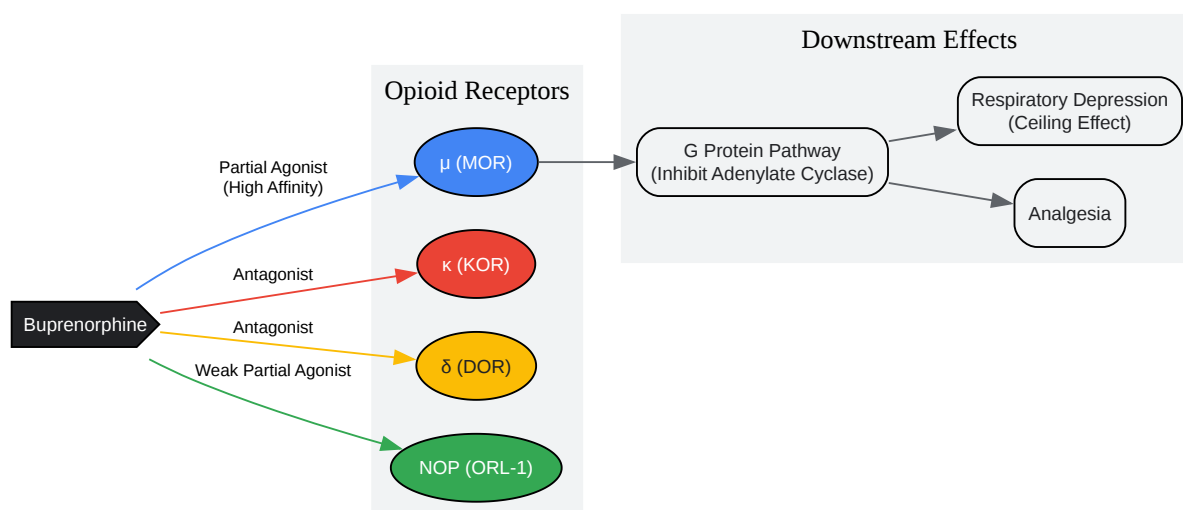 Downstream Effects
Opioid Receptors
Respiratory Depression
(Ceiling Effect)
G Protein Pathway
(Inhibit Adenylate Cyclase)
Analgesia
Partial Agonist
(High Affinity)
μ (MOR)
Antagonist
κ (KOR)
Buprenorphine
Antagonist
δ (DOR)
Weak Partial Agonist
NOP (ORL-1)